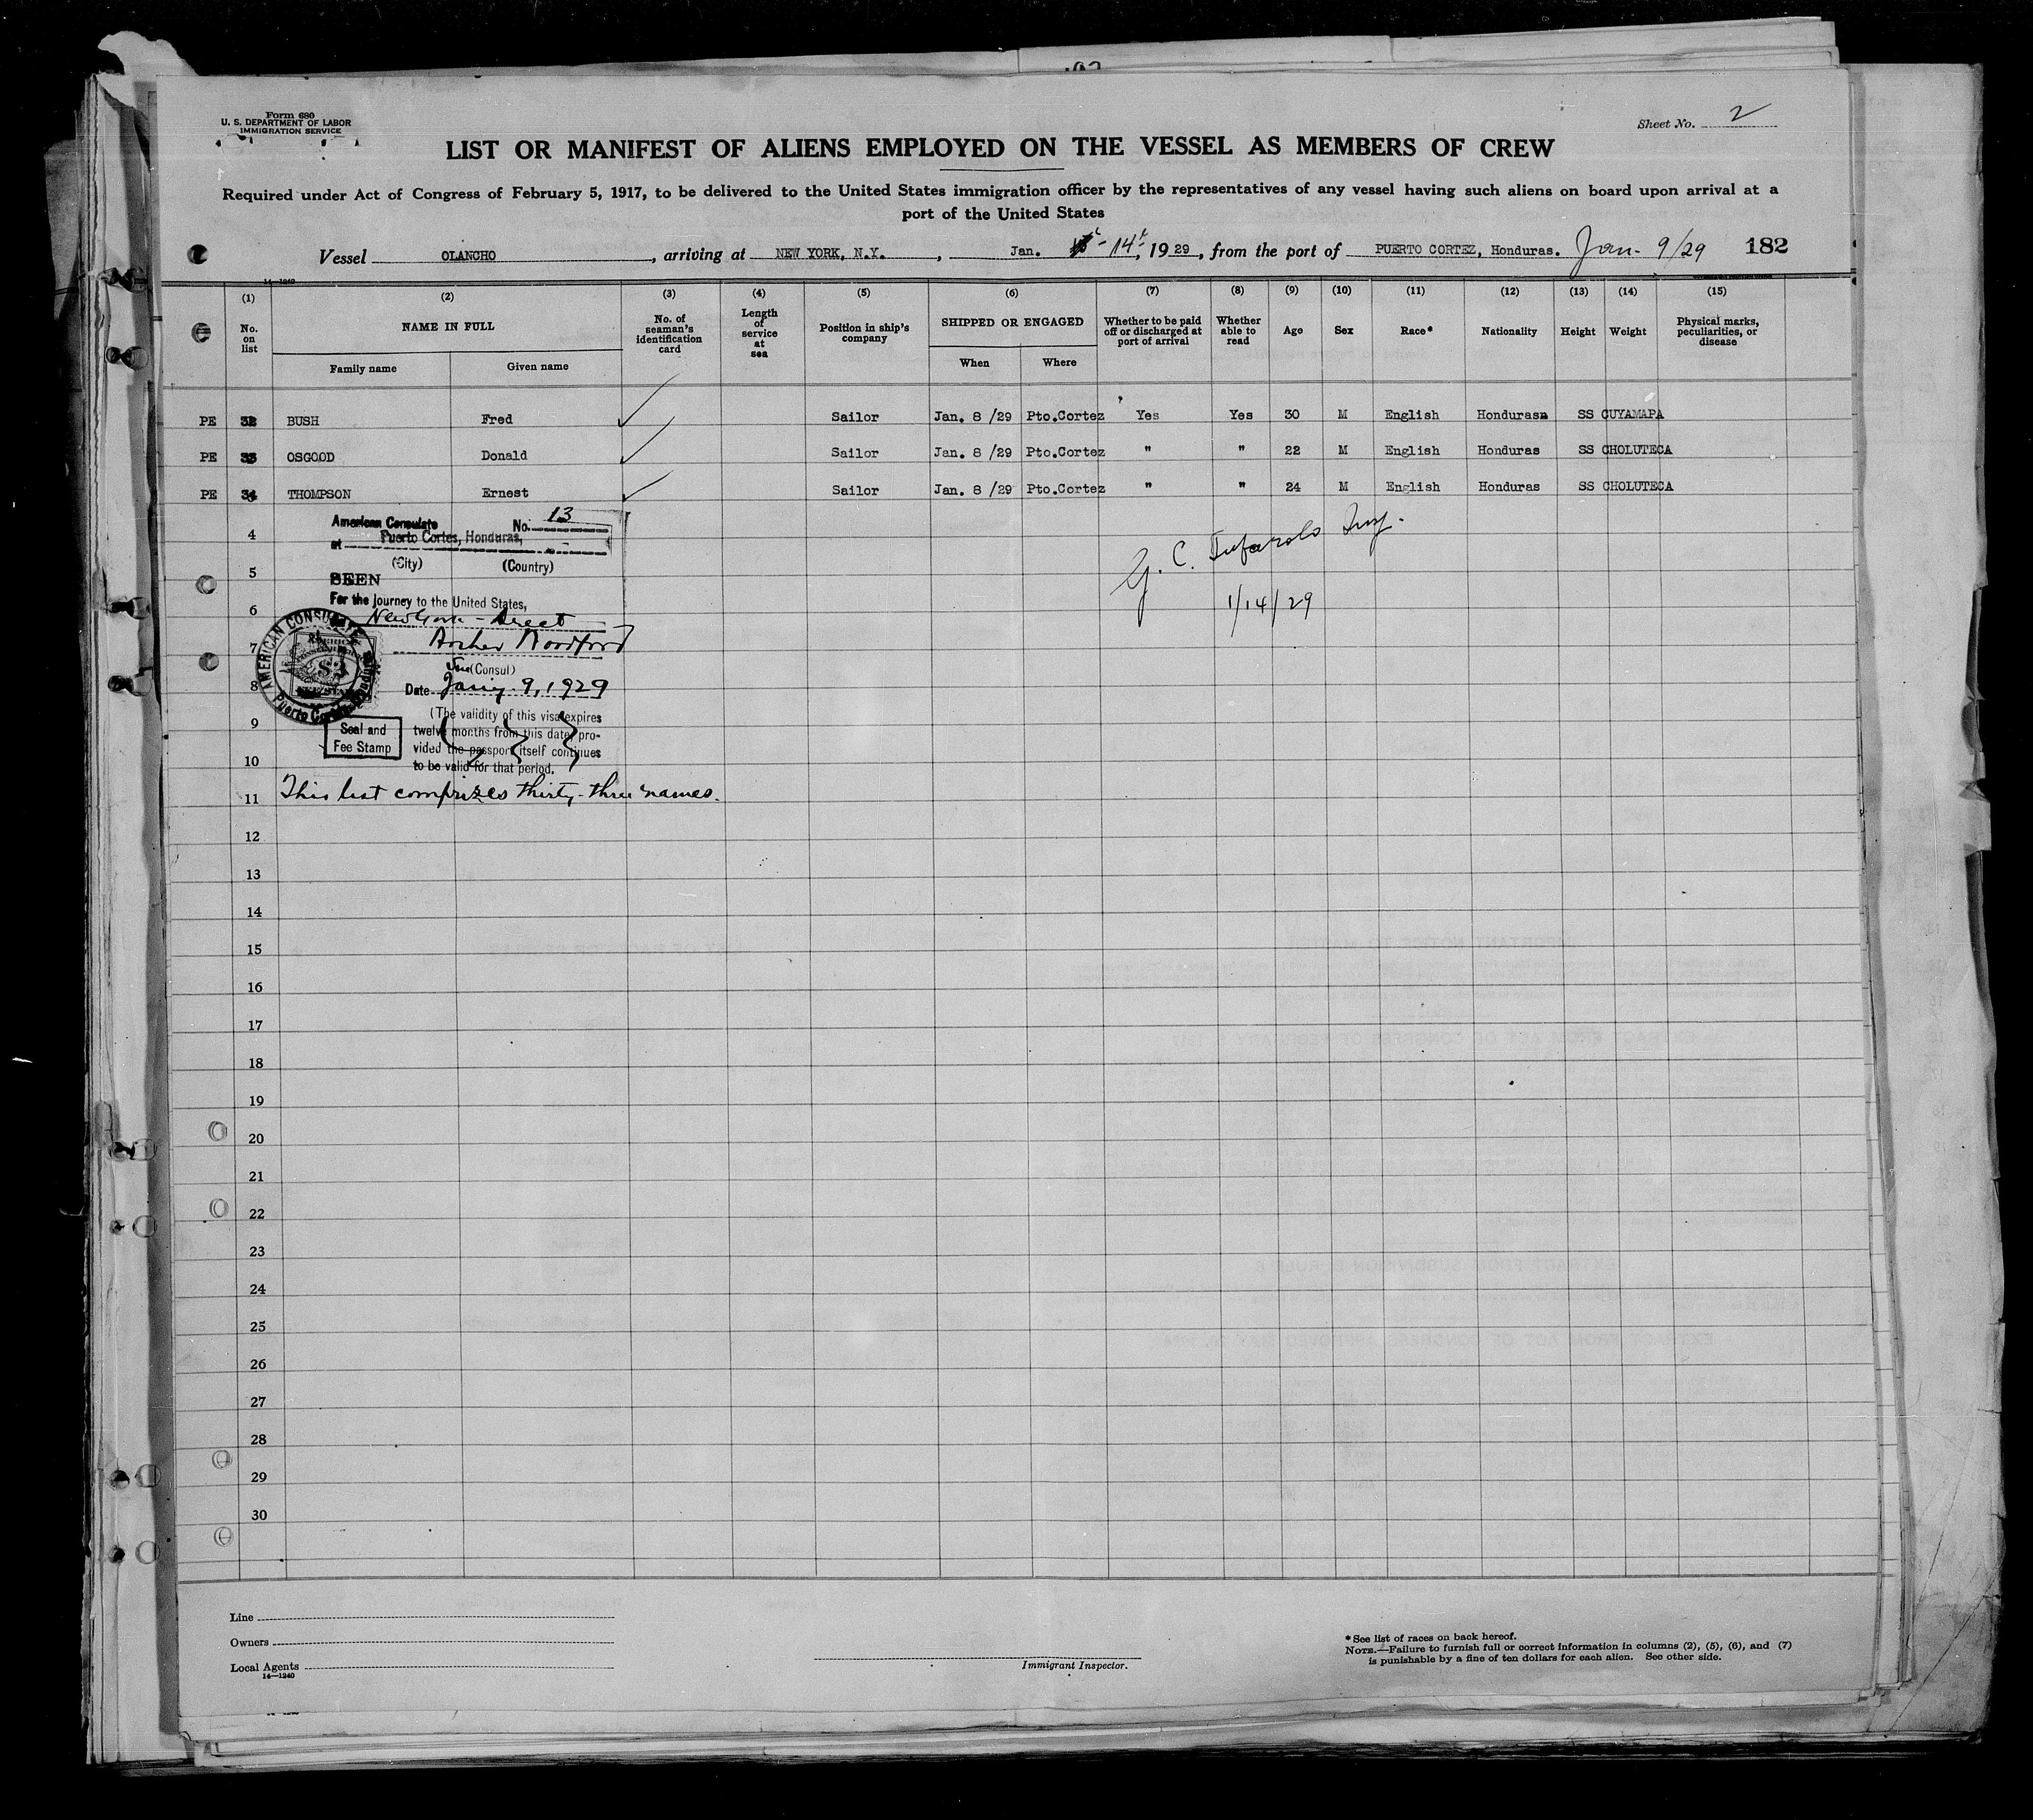 Form 680
U. S. DEPARTMENT OF LABOR
IMMIGRATION SERVICE
Sheet No. 2
LIST OR MANIFEST OF ALIENS EMPLOYED ON THE VESSEL AS MEMBERS OF CREW
Required under Act of Congress of February 5, 1917, to be delivered to the United States immigration officer by the representatives of any vessel having such aliens on board upon arrival at a
port of the United States
Vessel OLANCHO, arriving at NEW YORK, N.Y., Jan. 14, 1929, from the port of PUERTO CORTEZ, Honduras. Jan. 9/29 182
14—1240
(1) (2) (3) (4) (5) (6) (7) (8) (9) (10) (11) (12) (13) (14) (15)
No. on list NAME IN FULL No. of seaman's identification card Length of service at sea Position in ship's company SHIPPED OR ENGAGED Whether to be paid off or discharged at port of arrival Whether able to read Age Sex Race* Nationality Height Weight Physical marks, peculiarities, or disease
Family name Given name When Where
PE 32 BUSH Fred Sailor Jan. 8 /29 Pto.Cortez Yes Yes 30 M English Honduras SS CUYAMAPA
PE 33 OSGOOD Donald Sailor Jan. 8 /29 Pto.Cortez " " 22 M English Honduras SS CHOLUTECA
PE 34 THOMPSON Ernest Sailor Jan. 8 /29 Pto.Cortez " " 24 M English Honduras SS CHOLUTECA
American Consulate No. 13
at Puerto Cortes, Honduras,
(City) (Country)
SEEN
For the Journey to the United States,
New York - direct
(Consul)
Date 9, 1929
(The validity of this visa expires
twelve months from this date, pro-
vided the passport itself continues
to be valid for that period.
AMERICAN CONSULATE
Seal and
Fee Stamp
This list comprizes thirty-three names.
G. C.
1/14/29
4
5
6
7
8
9
10
11
12
13
14
15
16
17
18
19
20
21
22
23
24
25
26
27
28
29
30
Line
Owners
Local Agents
14—1240
Immigrant Inspector.
*See list of races on back hereof.
NOTE.—Failure to furnish full or correct information in columns (2), (5), (6), and (7)
is punishable by a fine of ten dollars for each alien. See other side.